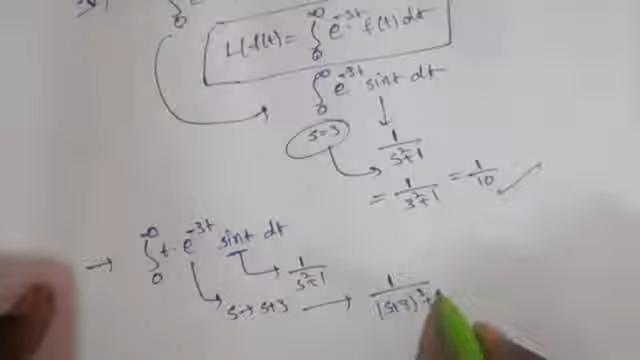 L(f(t)) = ∫₀^∞ e^-st f(t) dt
∫₀^∞ e^-3t sint dt
s=3
1/(s²+1)
= 1/(3²+1) = 1/10
→ ∫₀^∞ t· e^-3t sint dt
1/(s²+1)
s→s+3 → 1/((s+3)²+